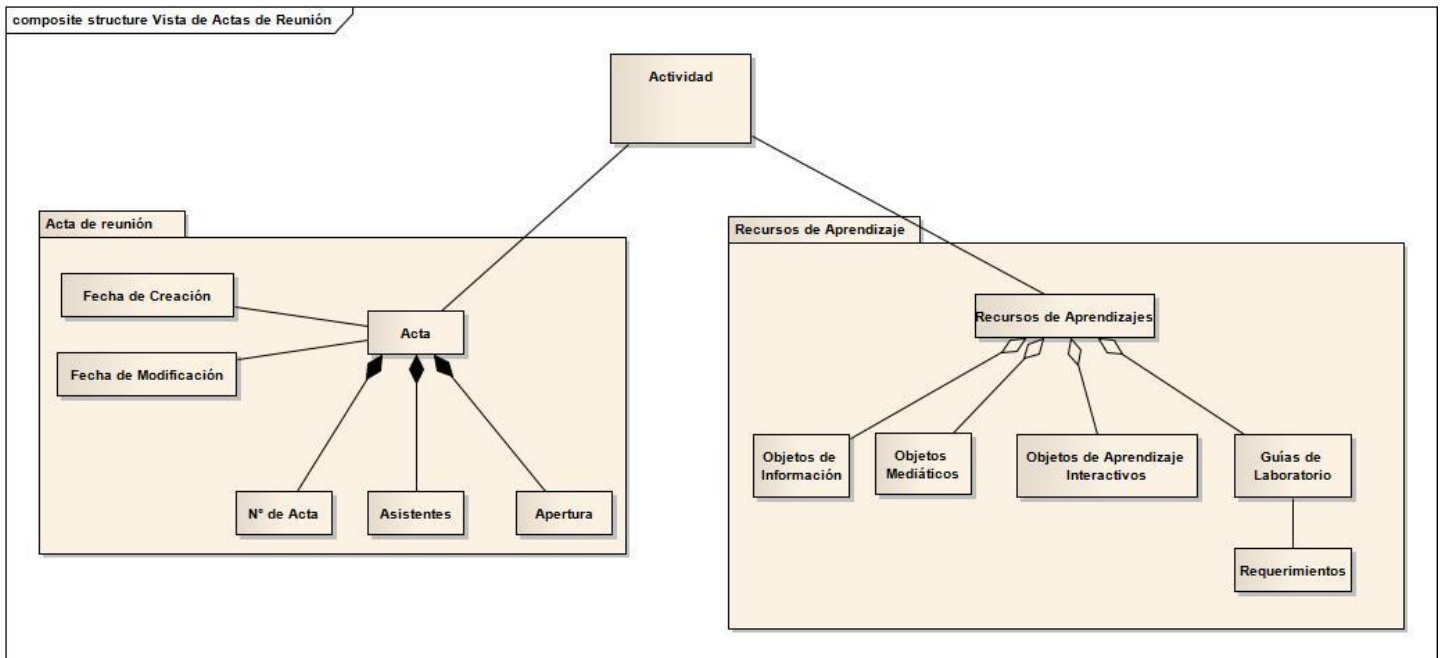 composite structure Vista de Actas de Reunión
Actividad
Acta de reunión
Fecha de Creación
Acta
Fecha de Modificación
N° de Acta
Asistentes
Apertura
Recursos de Aprendizaje
Recursos de Aprendizajes
Objetos de
Información
Objetos
Mediáticos
Objetos de Aprendizaje
Interactivos
Guías de
Laboratorio
Requerimientos